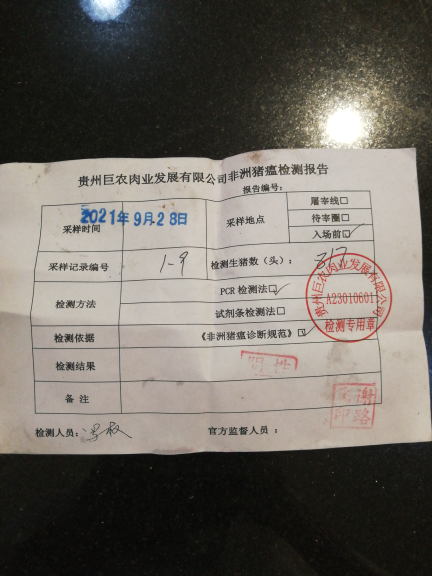 贵州巨农肉业发展有限公司非洲猪瘟检测报告
报告编号：
采样时间 2021年9月28日 采样地点 屠宰线□
待宰圈□
入场前☑
采样记录编号 1-9 检测生猪数（头）：
检测方法 PCR检测法☑
试剂条检测法□
检测依据 《非洲猪瘟诊断规范》☑
检测结果 阴性
备注
检测人员： 官方监督人员：
贵州巨农肉业发展有限公司
A23010601
检测专用章